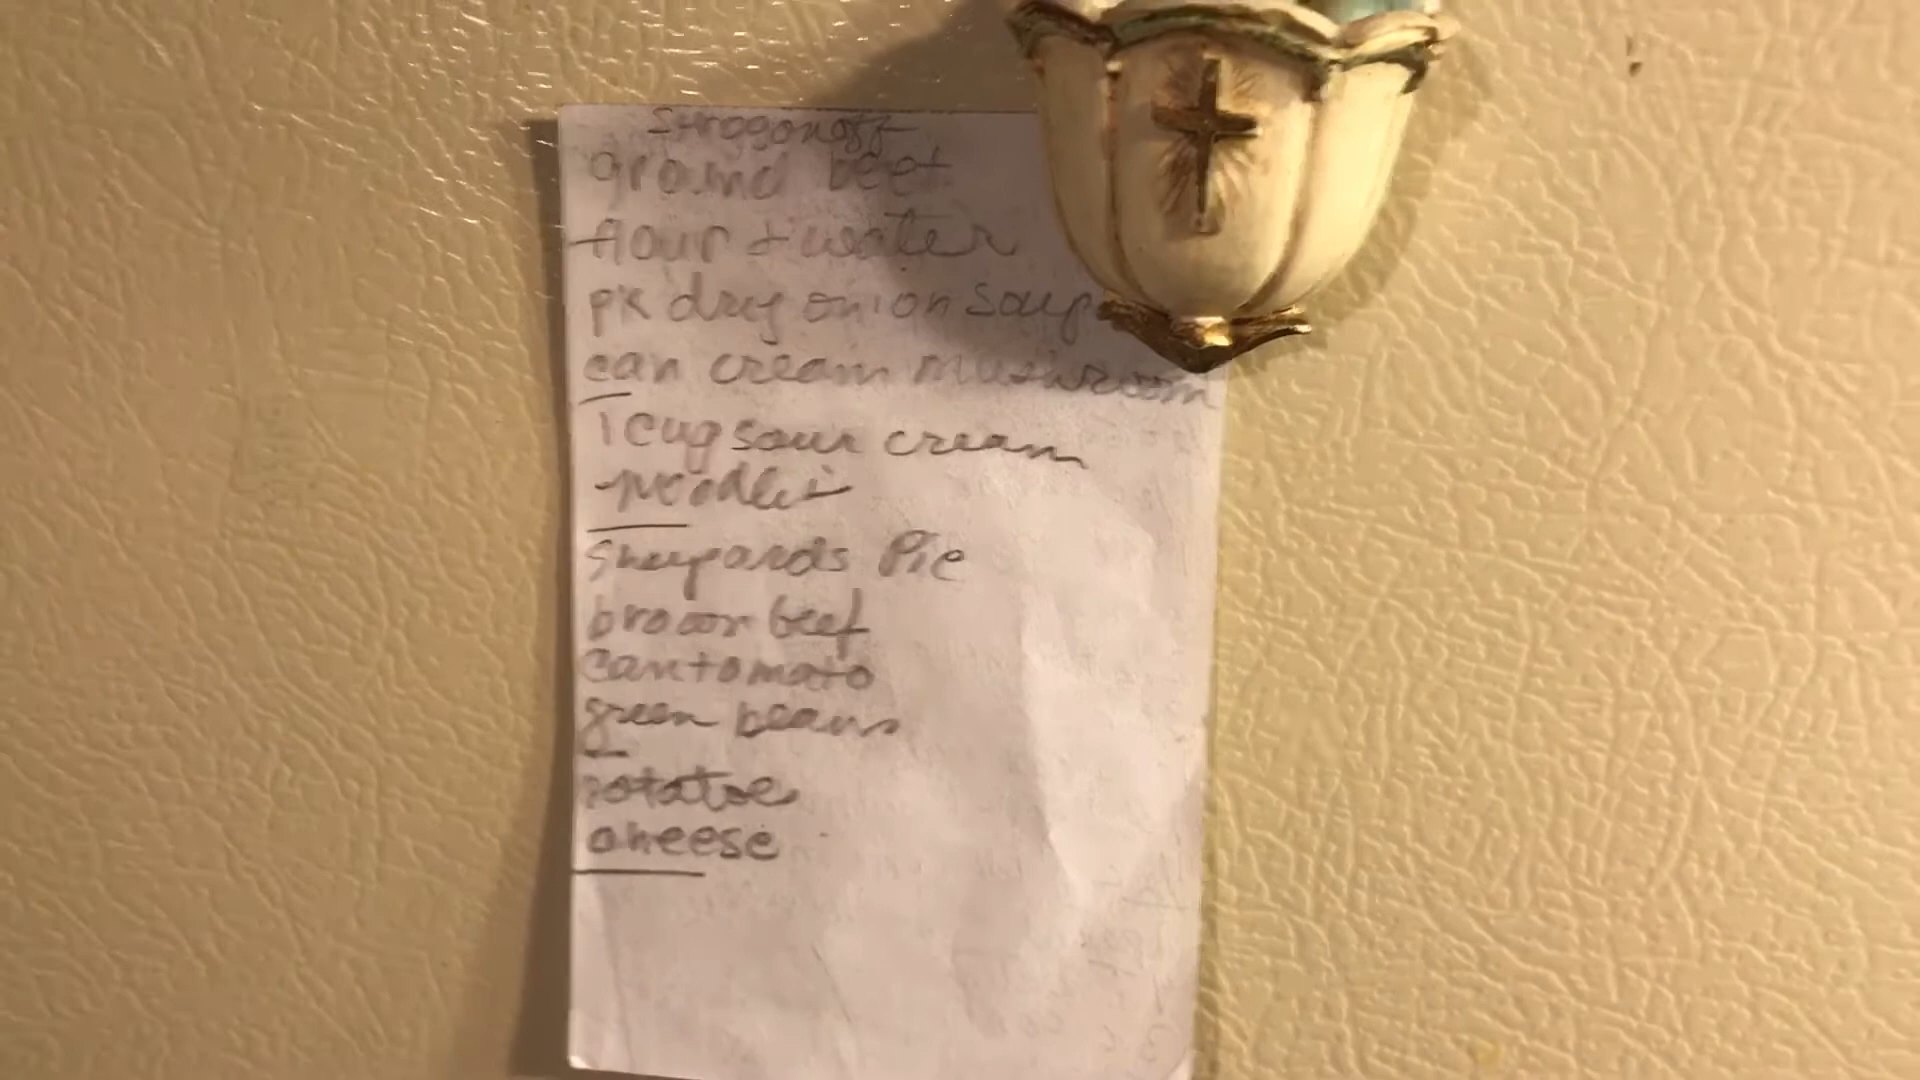 Stroganoff
ground beef
flour + water
pk dry onion soup
can cream mushroom
1 cup sour cream
noodles
Shepards Pie
brown beef
can tomato
green beans
potatoe
cheese